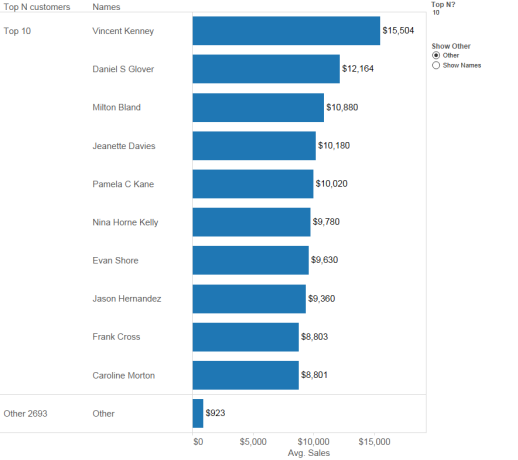 Top N customers Names
Top 10 Vincent Kenney $15,504
Daniel S Glover $12,164
Milton Bland $10,880
Jeanette Davies $10,180
Pamela C Kane $10,020
Nina Horne Kelly $9,780
Evan Shore $9,630
Jason Hernandez $9,360
Frank Cross $8,803
Caroline Morton $8,801
Other 2693 Other $923
$0 $5,000 $10,000 $15,000
Avg. Sales
Top N?
10
Show Other
Other
Show Names